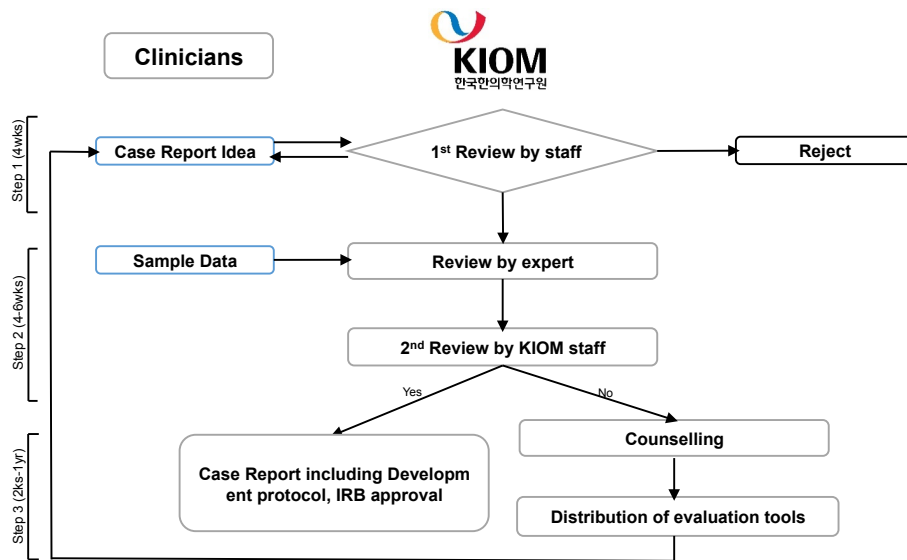 Clinicians
KIOM
한국한의학연구원
Step 1 (4wks)
Case Report Idea
1st Review by staff
Reject
Step 2 (4-6wks)
Sample Data
Review by expert
2nd Review by KIOM staff
Yes
No
Step 3 (2ks-1yr)
Case Report including Developm
ent protocol, IRB approval
Counselling
Distribution of evaluation tools